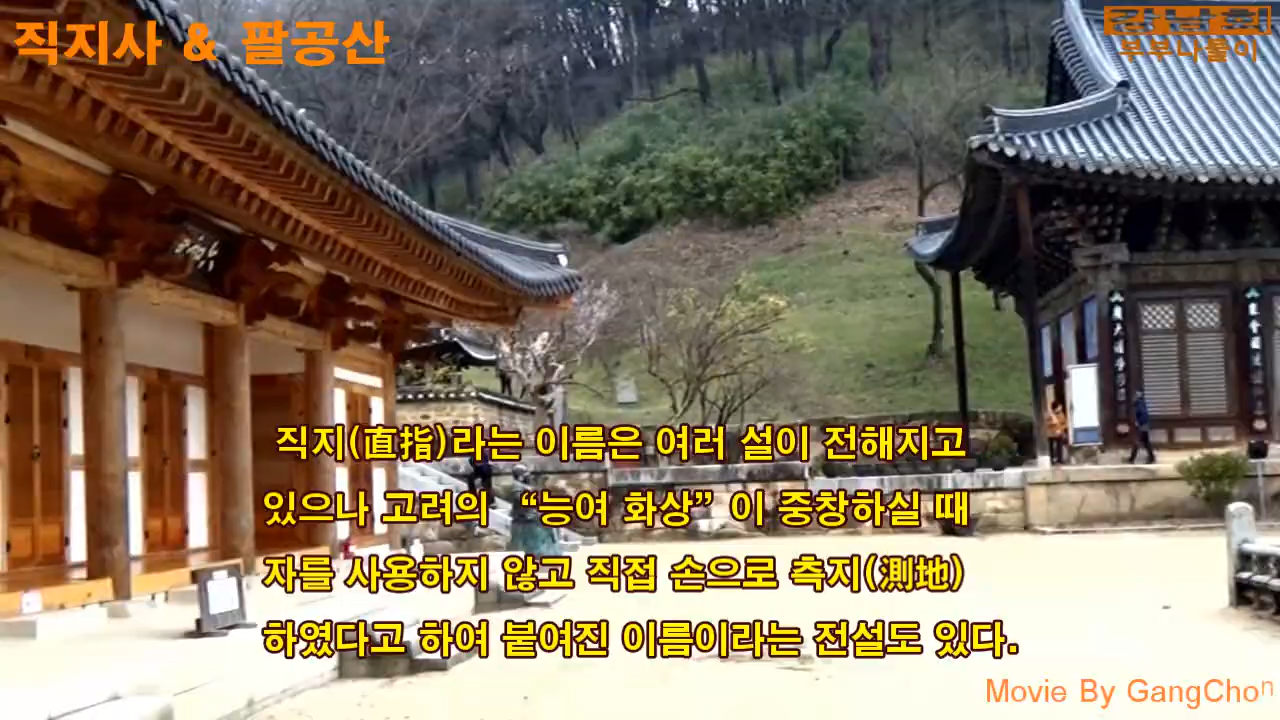 직지사 & 팔공산
부부나들이
직지(直指)라는 이름은 여러 설이 전해지고
있으나 고려의 “능여 화상” 이 중창하실 때
자를 사용하지 않고 직접 손으로 측지(測地)
하였다고 하여 붙여진 이름이라는 전설도 있다.
Movie By GangChon